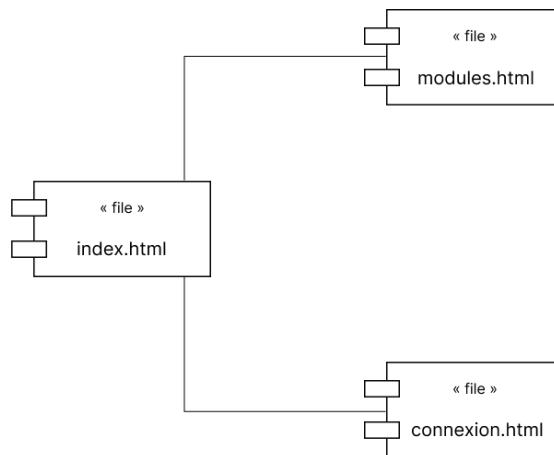 « file »
modules.html
« file »
index.html
« file »
connexion.html